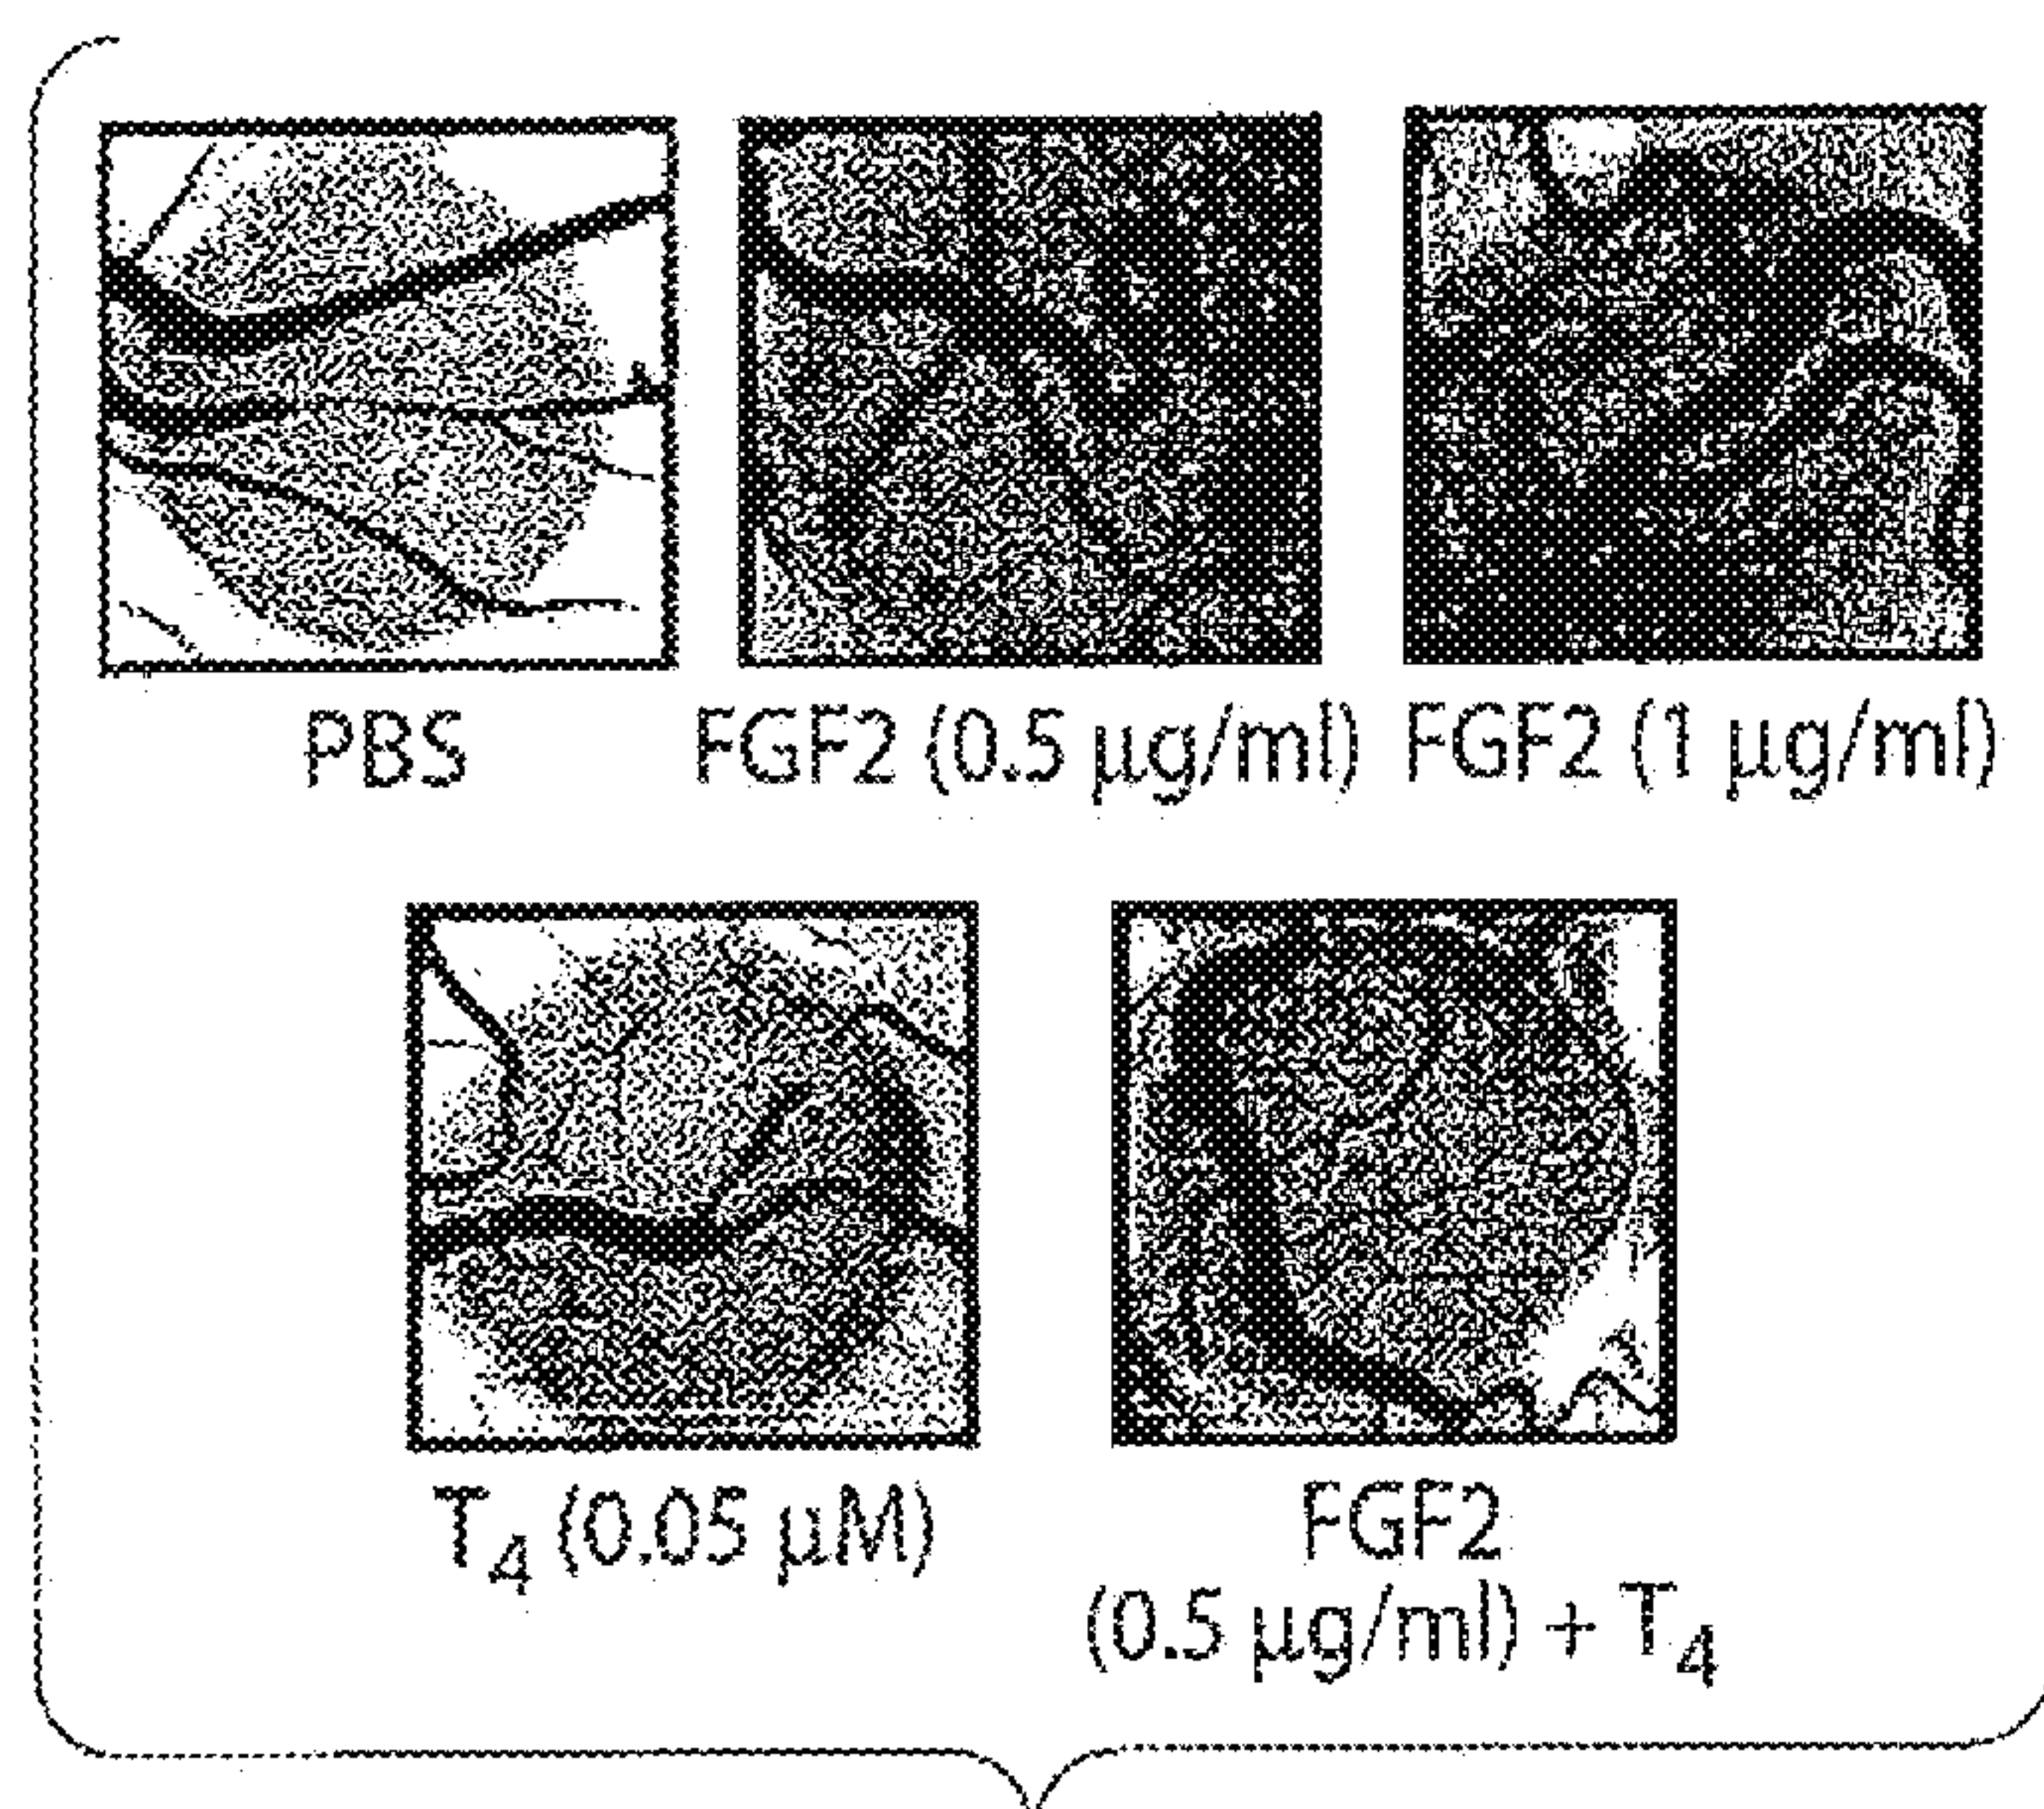 PBS
FGF2 (0.5 µg/ml)
FGF2 (1 µg/ml)
T₄ (0.05 µM)
FGF2
(0.5 µg/ml) + T₄